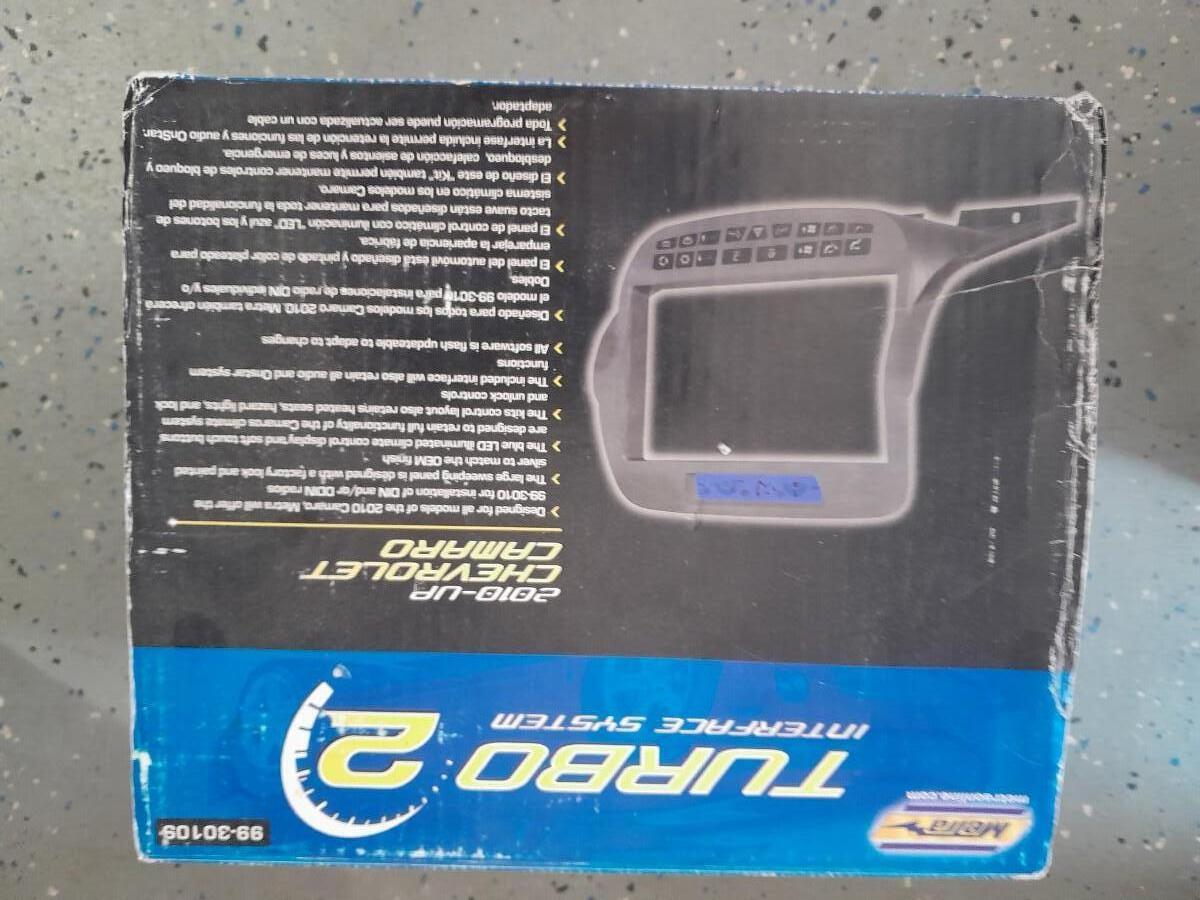 Metra
metraonline.com
TURBO 2
INTERFACE SYSTEM
99-3010S
2010-UP
CHEVROLET
CAMARO
Designed for all models of the 2010 Camaro, Metra will offer the
99-3010 for installation of DIN and/or DDIN radios
The large sweeping panel is designed with a factory look and painted
silver to match the OEM finish
The blue LED illuminated climate control display and soft touch buttons
are designed to retain full functionality of the Camaros climate system
The kits control layout also retains heated seats, hazard lights, and lock
and unlock controls
The included interface will also retain all audio and Onstar system
functions
All software is flash updateable to adapt to changes
Diseñado para todos los modelos Camaro 2010, Metra también ofrecerá
el modelo 99-3010 para instalaciones de radio DIN individuales y/o
Dobles.
El panel del automóvil está diseñado y pintado de color plateado para
emparejar la apariencia de fábrica.
El panel de control climático con iluminación "LED" azul y los botones de
tacto suave están diseñados para mantener toda la funcionalidad del
sistema climático en los modelos Camaro.
El diseño de este "Kit" también permite mantener controles de bloqueo y
desbloqueo, calefacción de asientos y luces de emergencia.
La interfase incluida permite la retención de las funciones y audio OnStar.
Toda programación puede ser actualizada con un cable
adaptador.